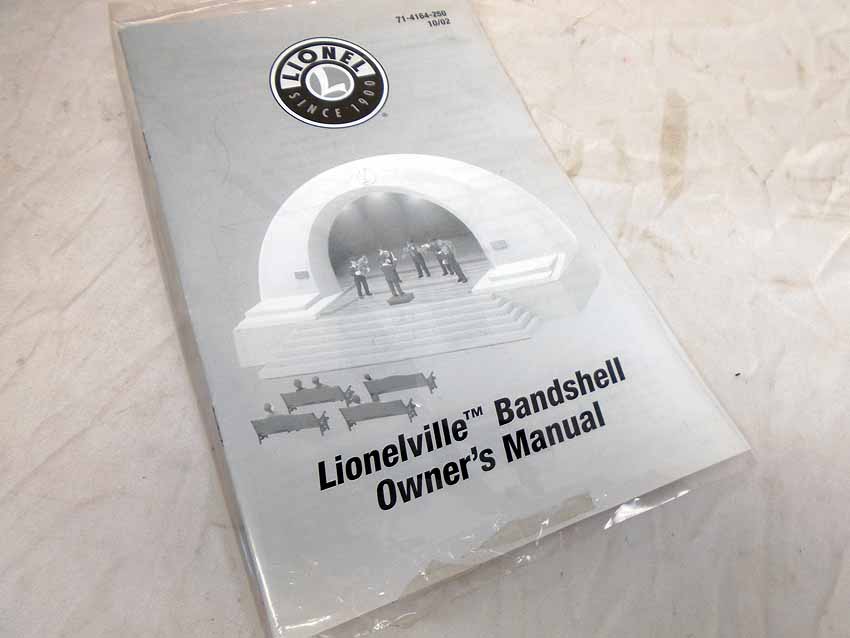 71-4164-250
10/02
LIONEL
L
SINCE 1900
®
Lionelville™ Bandshell
Owner's Manual